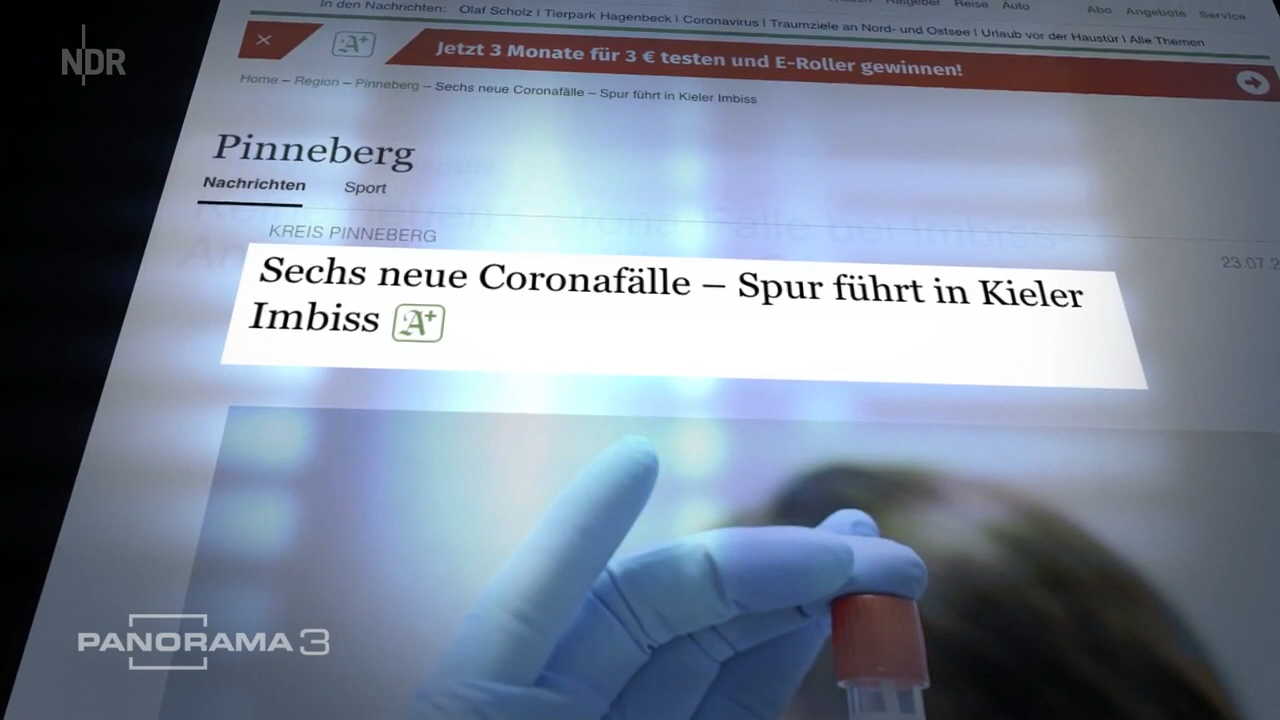 Ratgeber Reise Auto Abo Angebote Service
In den Nachrichten: Olaf Scholz | Tierpark Hagenbeck | Coronavirus | Traumziele an Nord- und Ostsee | Urlaub vor der Haustür | Alle Themen
NDR
A+ Jetzt 3 Monate für 3 € testen und E-Roller gewinnen!
Home – Region – Pinneberg – Sechs neue Coronafälle – Spur führt in Kieler Imbiss
Pinneberg
Nachrichten Sport
KREIS PINNEBERG
23.07.2
Sechs neue Coronafälle – Spur führt in Kieler
Imbiss A+
PANORAMA 3